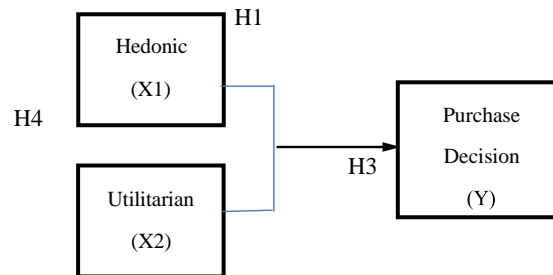 H1
Hedonic
(X1)
H4
Purchase
Decision
(Y)
H3
Utilitarian
(X2)